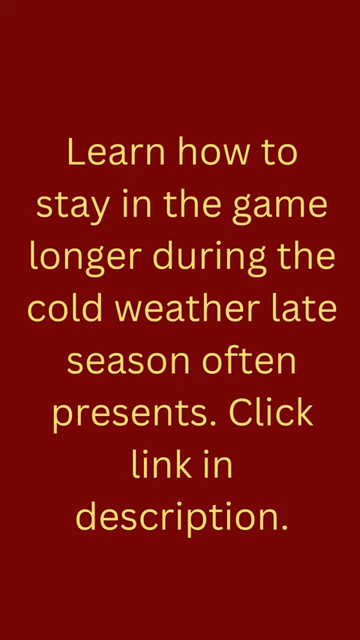 Learn how to
stay in the game
longer during the
cold weather late
season often
presents. Click
link in
description.